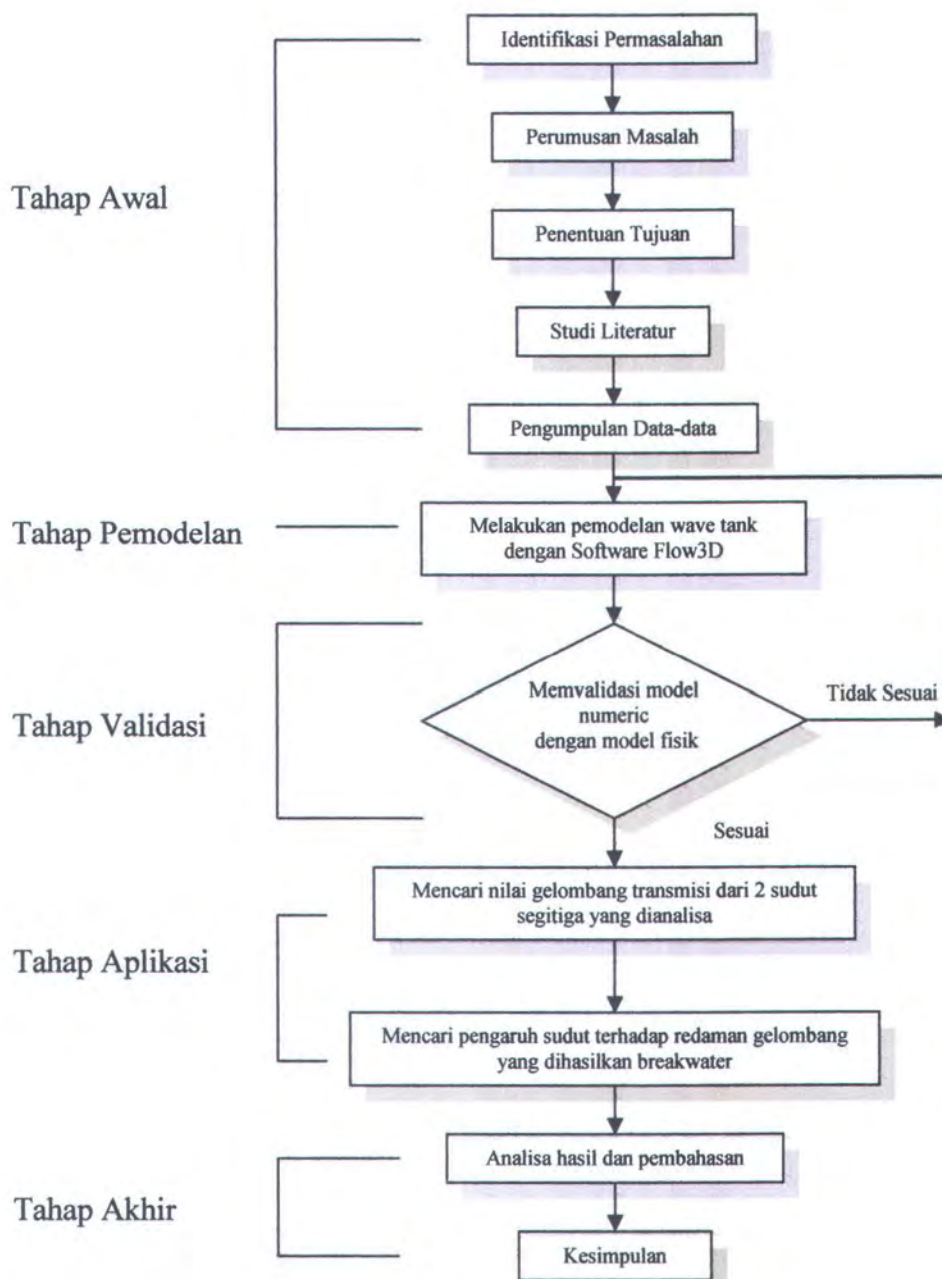 Identifikasi Permasalahan
Perumusan Masalah
Tahap Awal
Penentuan Tujuan
Studi Literatur
Pengumpulan Data-data
Tahap Pemodelan
Melakukan pemodelan wave tank
dengan Software Flow3D
Tahap Validasi
Memvalidasi model
numeric
dengan model fisik
Tidak Sesuai
Sesuai
Mencari nilai gelombang transmisi dari 2 sudut
segitiga yang dianalisa
Tahap Aplikasi
Mencari pengaruh sudut terhadap redaman gelombang
yang dihasilkan breakwater
Analisa hasil dan pembahasan
Tahap Akhir
Kesimpulan